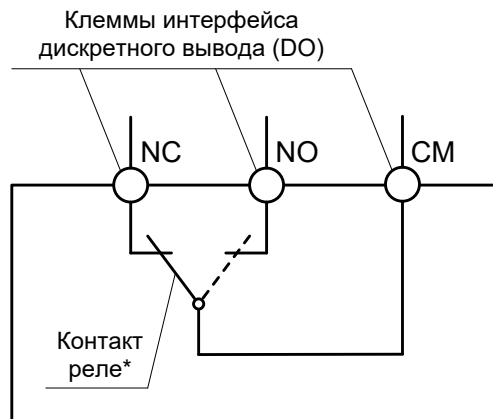 Клеммы интерфейса
дискретного вывода (DO)
NC
NO
CM
Контакт
реле*